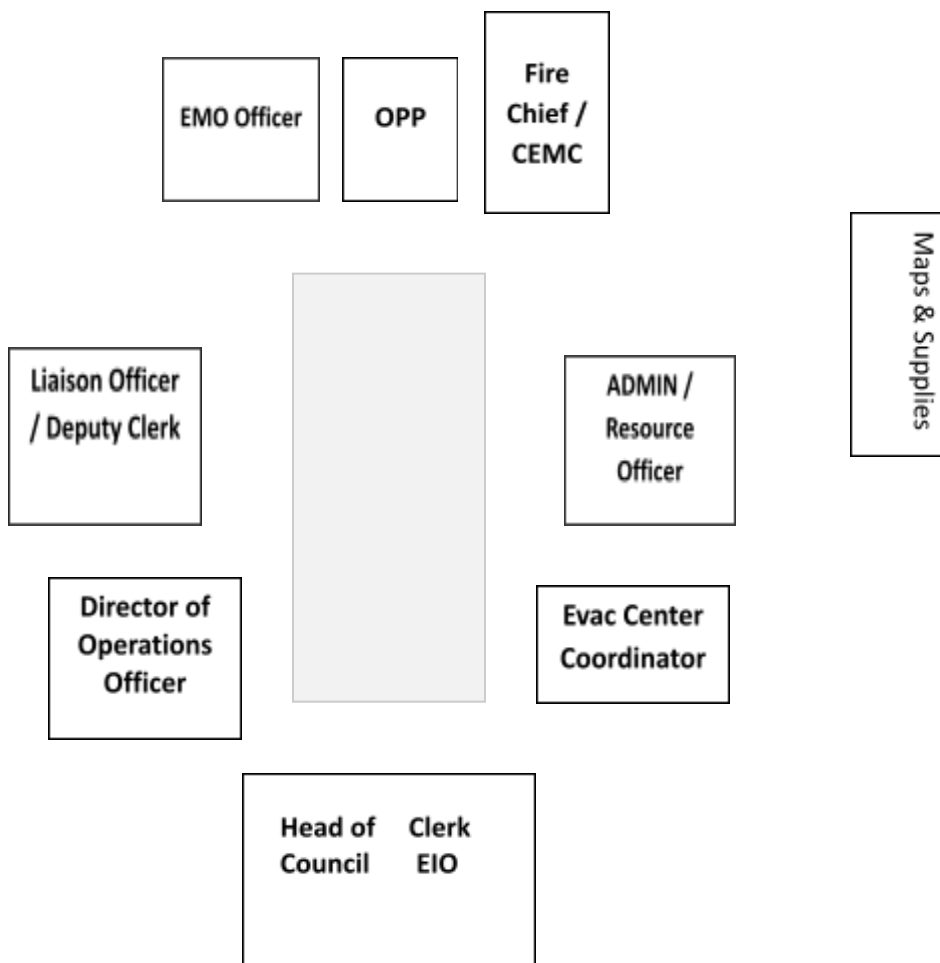 EMO Officer
OPP
Fire
Chief /
CEMC
Maps & Supplies
Liaison Officer
/ Deputy Clerk
ADMIN /
Resource
Officer
Director of
Operations
Officer
Evac Center
Coordinator
Head of Clerk
Council EIO